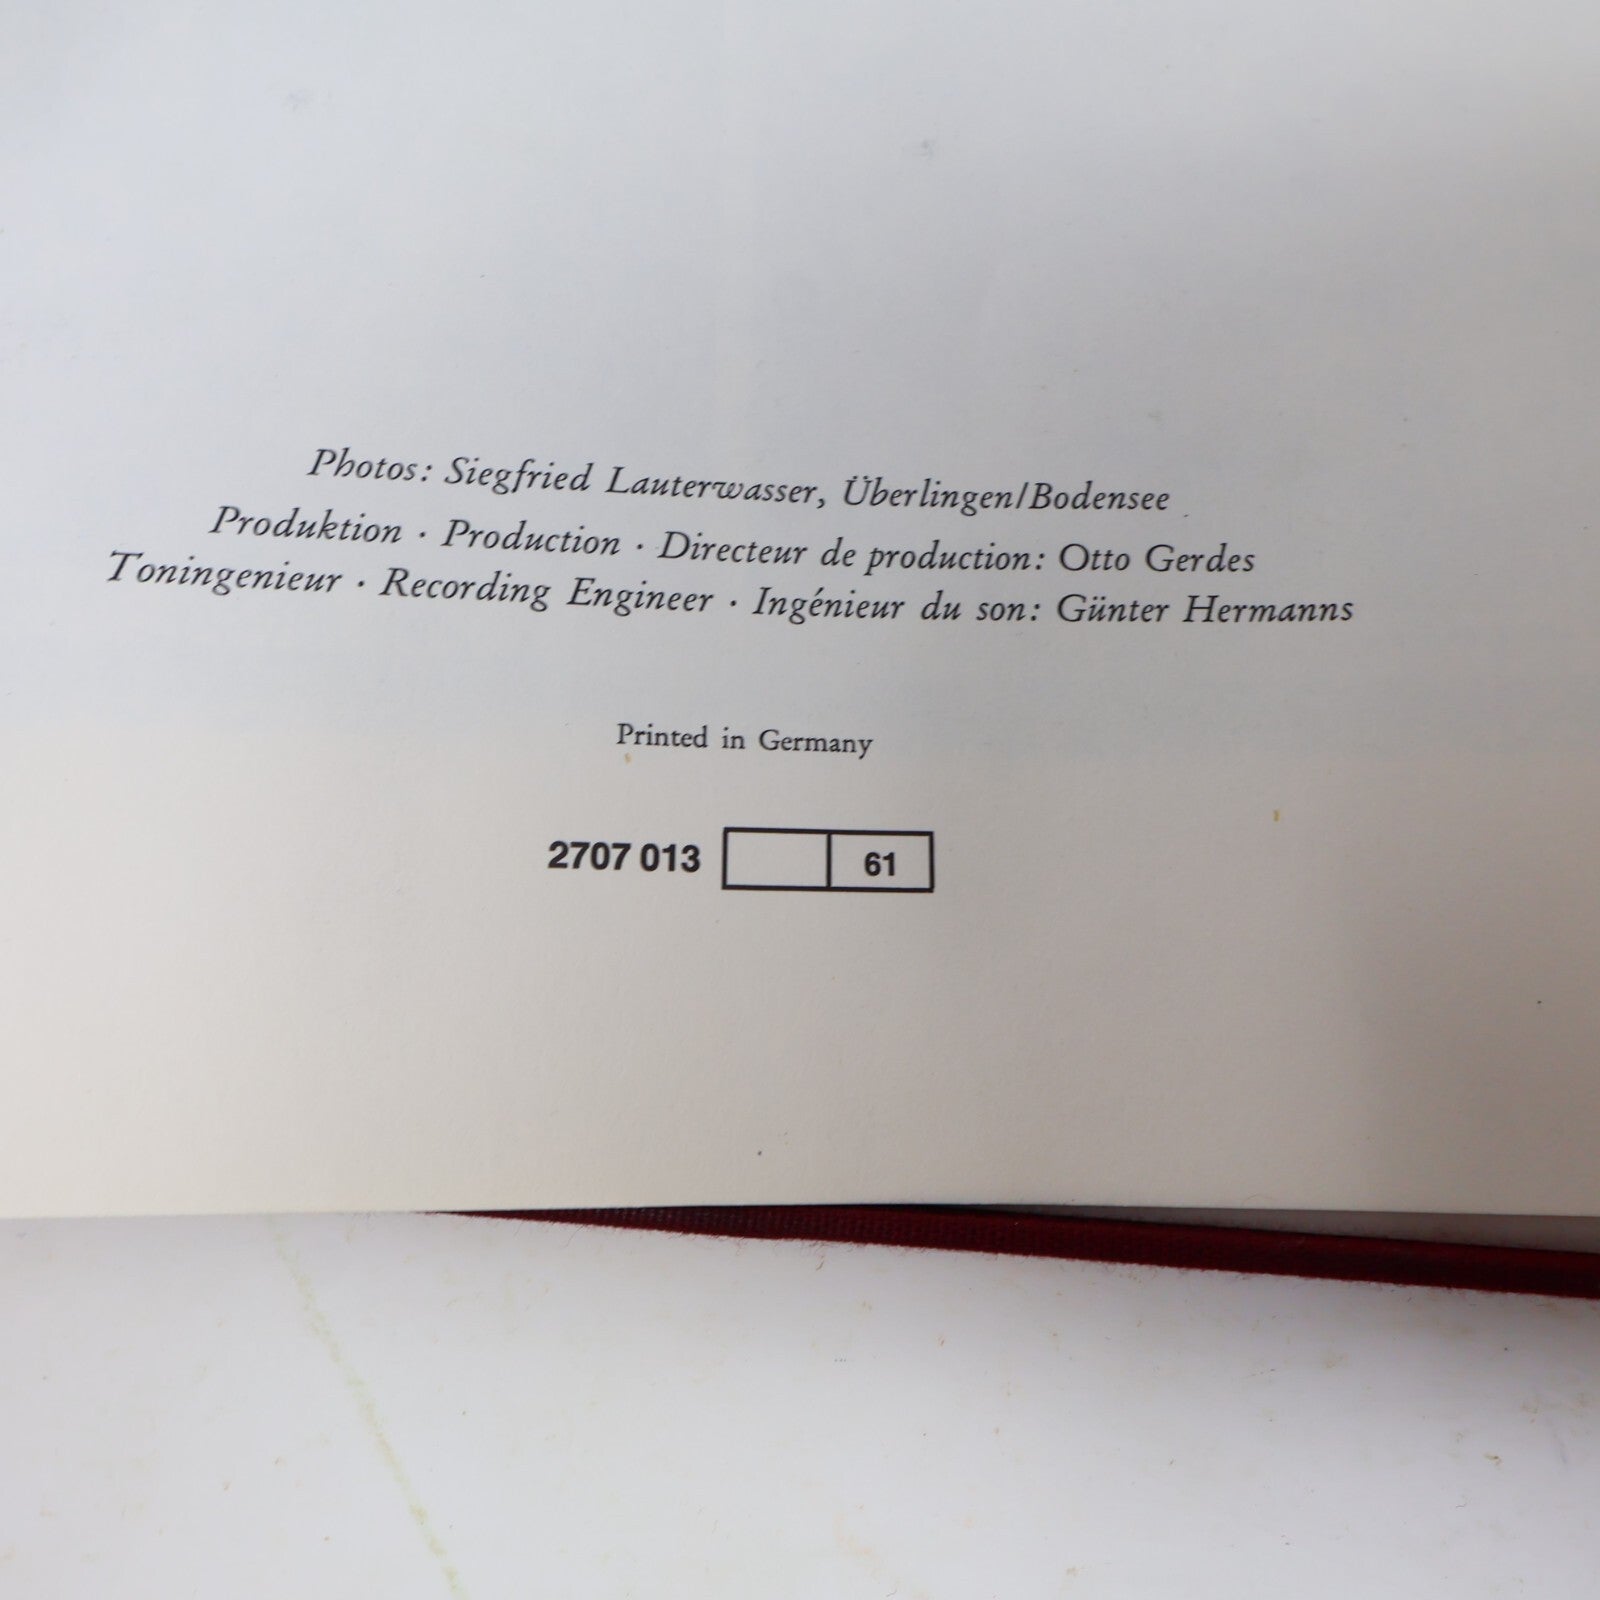 Photos: Siegfried Lauterwasser, Überlingen/Bodensee
Produktion · Production · Directeur de production: Otto Gerdes
Toningenieur · Recording Engineer · Ingénieur du son: Günter Hermanns
Printed in Germany
2707 013 61